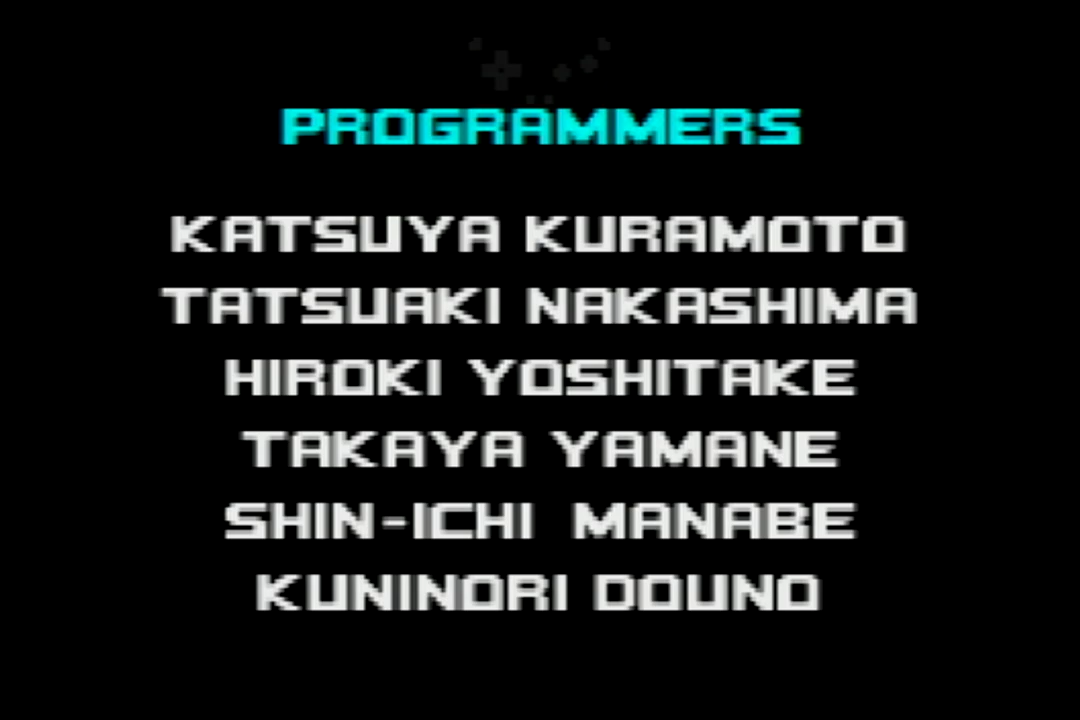 PROGRAMMERS
KATSUYA KURAMOTO
TATSUAKI NAKASHIMA
HIROKI YOSHITAKE
TAKAYA YAMANE
SHIN-ICHI MANABE
KUNINORI DOUNO